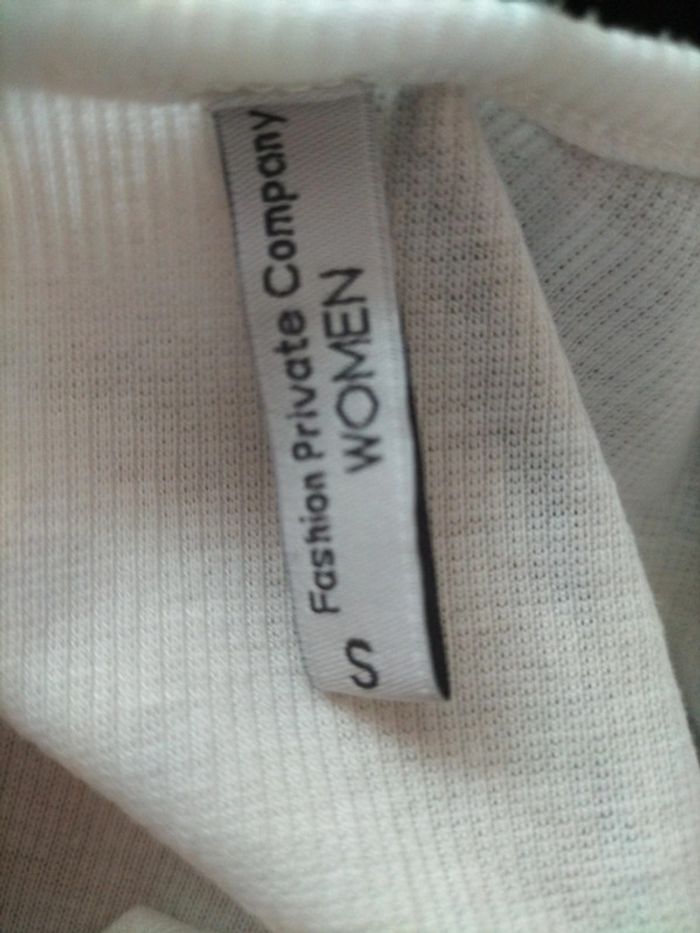 Fashion Private Company
WOMEN
S